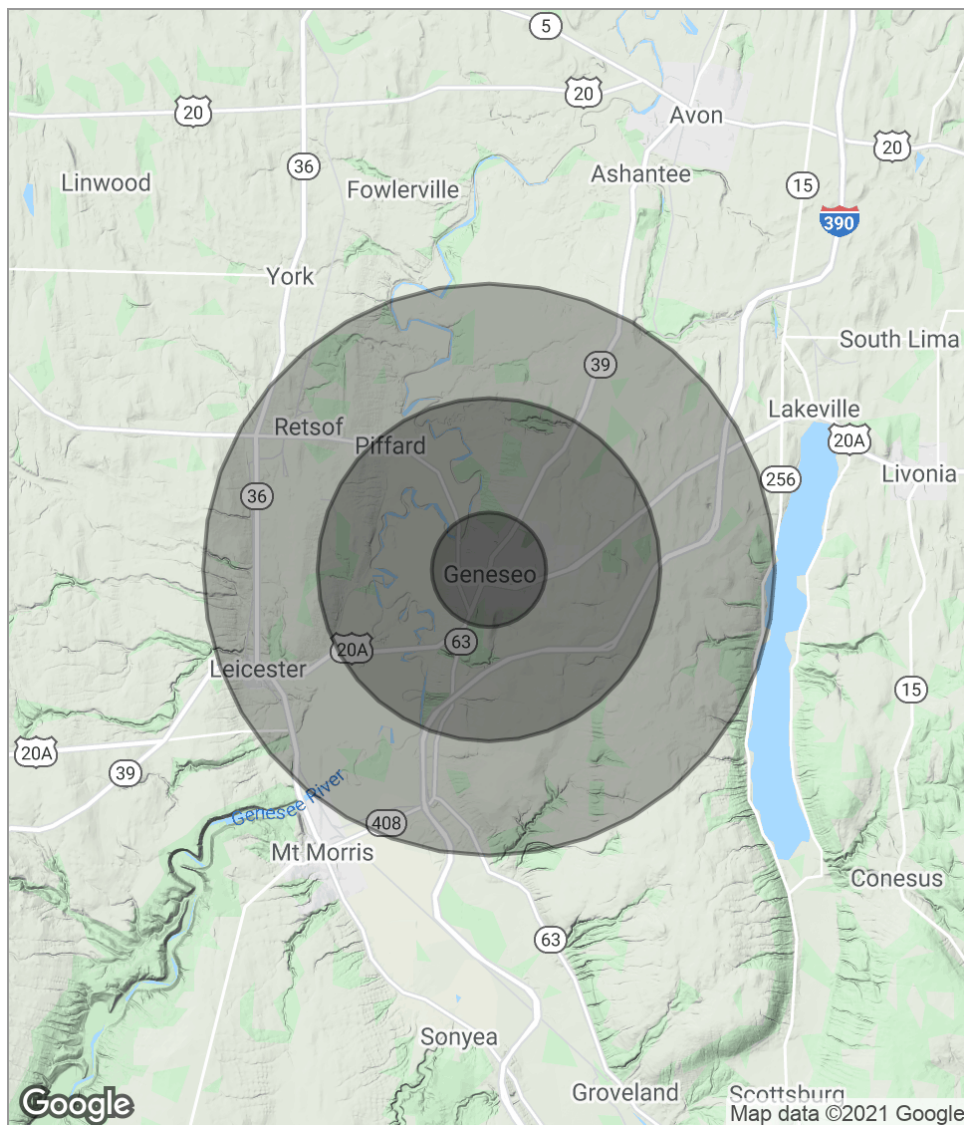 5
20
20
Avon
20
36
Ashantee
Linwood
Fowlerville
15
390
York
South Lima
39
Lakeville
Retsof
20A
Piffard
Livonia
256
36
Geneseo
63
20A
Leicester
15
20A
39
Genesee River
408
Mt Morris
Conesus
63
Sonyea
Groveland
Scottsburg
Google
Map data ©2021 Google